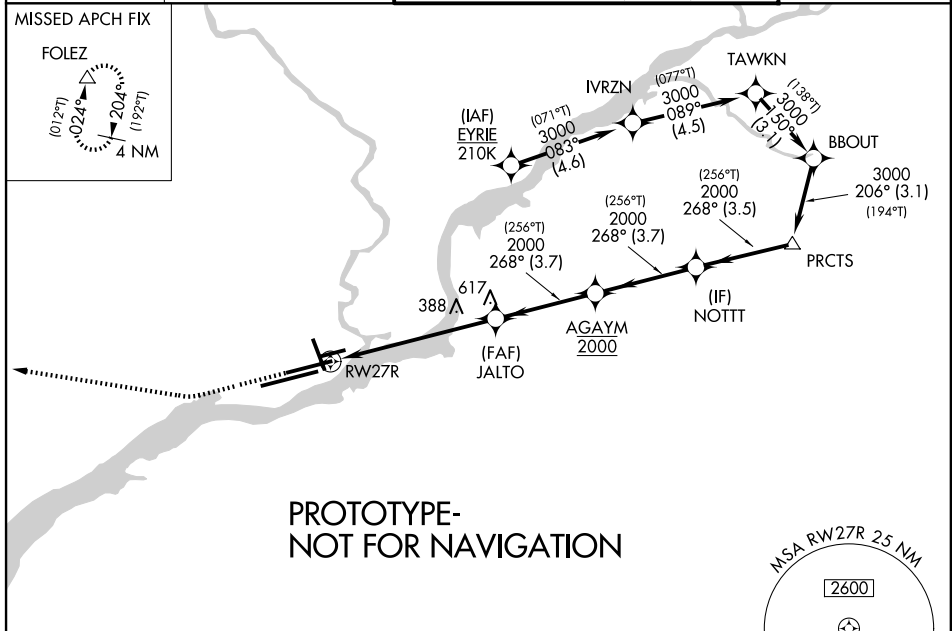 MISSED APCH FIX
FOLEZ
(012°T)
024°
204°
(192°T)
4 NM
TAWKN
IVRZN
(077°T)
3000
089°
(4.5)
(138°T)
3000
150°
(3.1)
(IAF)
EYRIE
210K
(071°T)
3000
083°
(4.6)
BBOUT
3000
206° (3.1)
(194°T)
(256°T)
2000
268° (3.5)
(256°T)
2000
268° (3.7)
(256°T)
2000
268° (3.7)
PRCTS
(IF)
NOTTT
388
617
AGAYM
2000
(FAF)
JALTO
RW27R
PROTOTYPE-
NOT FOR NAVIGATION
MSA RW27R 25 NM
2600